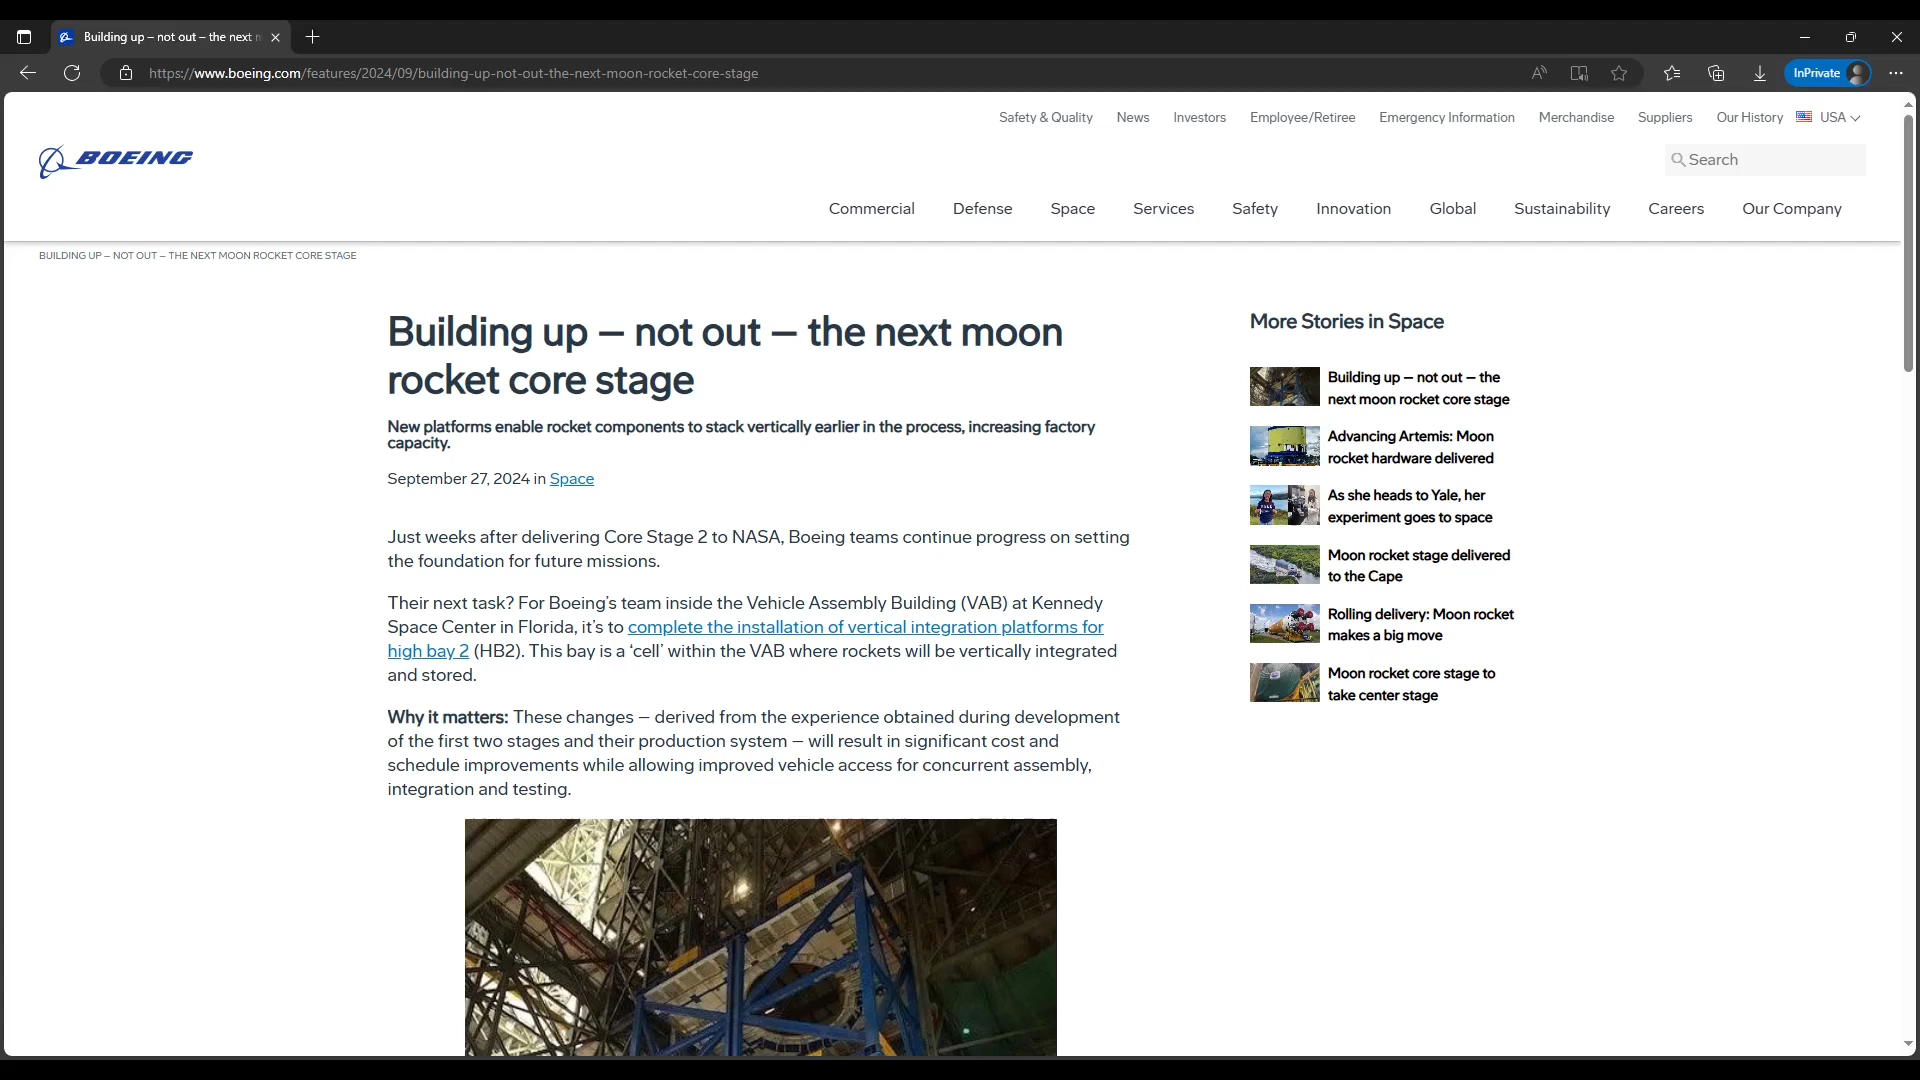 Building up – not out – the next
https://www.boeing.com/features/2024/09/building-up-not-out-the-next-moon-rocket-core-stage
InPrivate
Safety & Quality News Investors Employee/Retiree Emergency Information Merchandise Suppliers Our History USA
BOEING
Search
Commercial Defense Space Services Safety Innovation Global Sustainability Careers Our Company
BUILDING UP – NOT OUT – THE NEXT MOON ROCKET CORE STAGE
Building up – not out – the next moon
rocket core stage
New platforms enable rocket components to stack vertically earlier in the process, increasing factory
capacity.
September 27, 2024 in Space
Just weeks after delivering Core Stage 2 to NASA, Boeing teams continue progress on setting
the foundation for future missions.
Their next task? For Boeing’s team inside the Vehicle Assembly Building (VAB) at Kennedy
Space Center in Florida, it’s to complete the installation of vertical integration platforms for
high bay 2 (HB2). This bay is a ‘cell’ within the VAB where rockets will be vertically integrated
and stored.
Why it matters: These changes – derived from the experience obtained during development
of the first two stages and their production system – will result in significant cost and
schedule improvements while allowing improved vehicle access for concurrent assembly,
integration and testing.
More Stories in Space
Building up – not out – the
next moon rocket core stage
Advancing Artemis: Moon
rocket hardware delivered
As she heads to Yale, her
experiment goes to space
Moon rocket stage delivered
to the Cape
Rolling delivery: Moon rocket
makes a big move
Moon rocket core stage to
take center stage